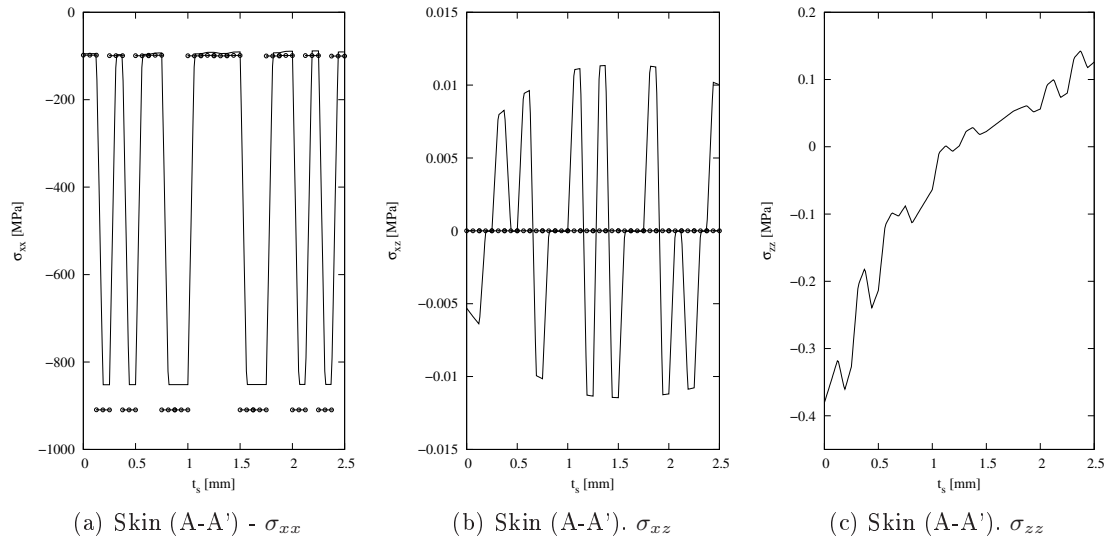 0
−200
−400
−600
−800
−1000
0 0.5 1 1.5 2 2.5
σxx [MPa]
ts [mm]
0.015
0.01
0.005
0
−0.005
−0.01
−0.015
0 0.5 1 1.5 2 2.5
σxz [MPa]
ts [mm]
0.2
0.1
0
−0.1
−0.2
−0.3
−0.4
0 0.5 1 1.5 2 2.5
σzz [MPa]
ts [mm]
(a) Skin (A-A') - σxx
(b) Skin (A-A'). σxz
(c) Skin (A-A'). σzz